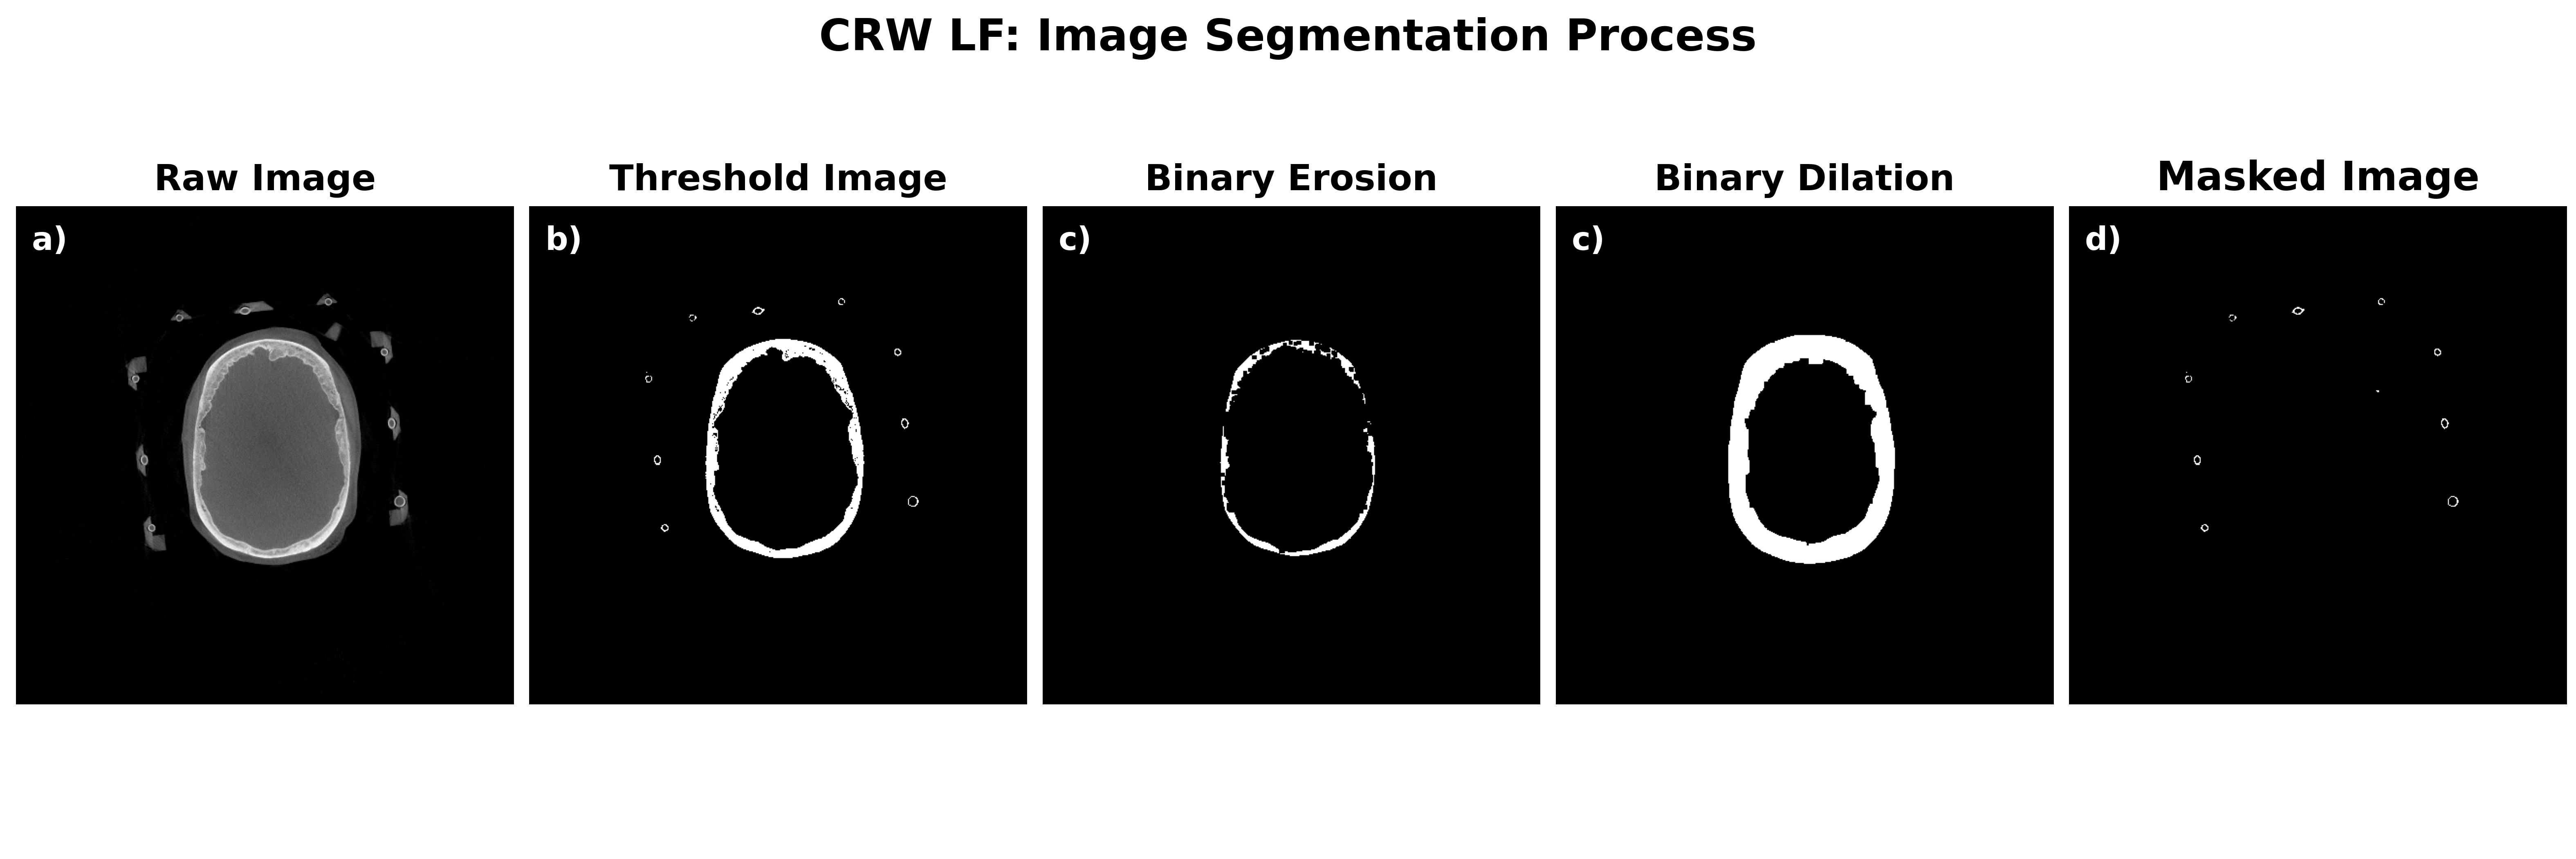 CRW LF: Image Segmentation Process
Raw Image
Threshold Image
Binary Erosion
Binary Dilation
Masked Image
a)
b)
c)
c)
d)